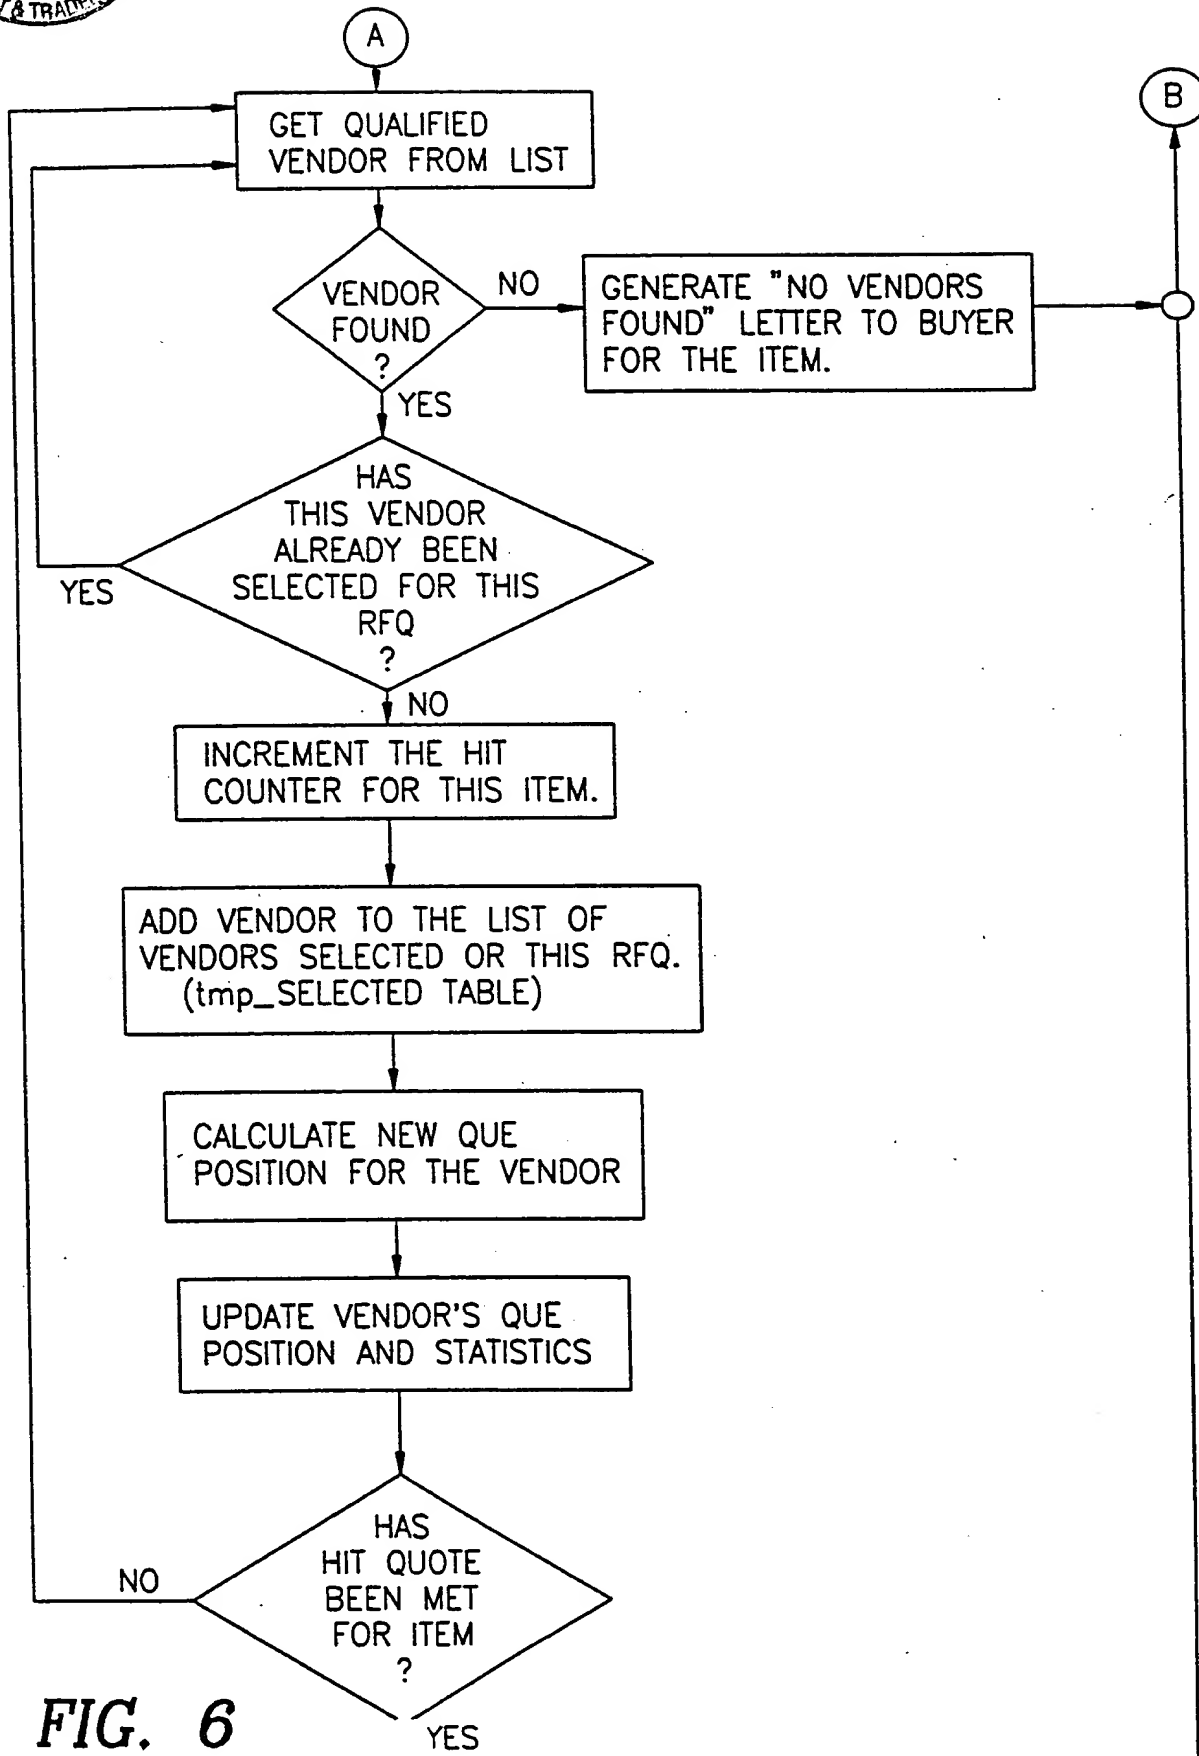 & TRADE
A
B
GET QUALIFIED
VENDOR FROM LIST
VENDOR
FOUND
?
NO
GENERATE "NO VENDORS
FOUND" LETTER TO BUYER
FOR THE ITEM.
YES
HAS
THIS VENDOR
ALREADY BEEN
SELECTED FOR THIS
RFQ
?
YES
NO
INCREMENT THE HIT
COUNTER FOR THIS ITEM.
ADD VENDOR TO THE LIST OF
VENDORS SELECTED OR THIS RFQ.
(tmp_SELECTED TABLE)
CALCULATE NEW QUE
POSITION FOR THE VENDOR
UPDATE VENDOR'S QUE
POSITION AND STATISTICS
HAS
HIT QUOTE
BEEN MET
FOR ITEM
?
NO
YES
FIG. 6